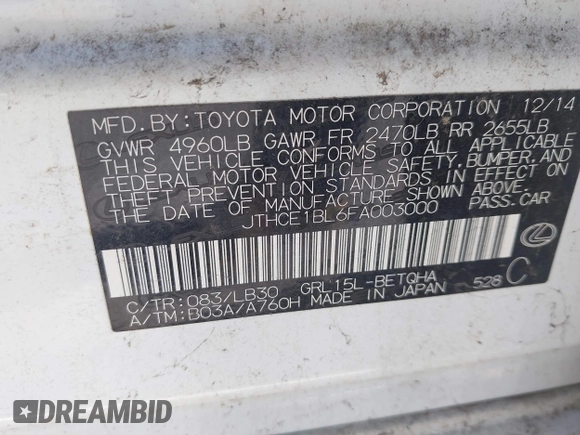 MFD. BY: TOYOTA MOTOR CORPORATION 12/14
GVWR 4960LB GAWR FR 2470LB RR 2655LB
THIS VEHICLE CONFORMS TO ALL APPLICABLE
FEDERAL MOTOR VEHICLE SAFETY, BUMPER, AND
THEFT PREVENTION STANDARDS IN EFFECT ON
THE DATE OF MANUFACTURE SHOWN ABOVE.
JTHCE1BL6FA003000 PASS. CAR
C/TR: 083/LB30 GRL15L-BETQHA 528 C
A/TM: B03A/A760H MADE IN JAPAN
DREAMBID